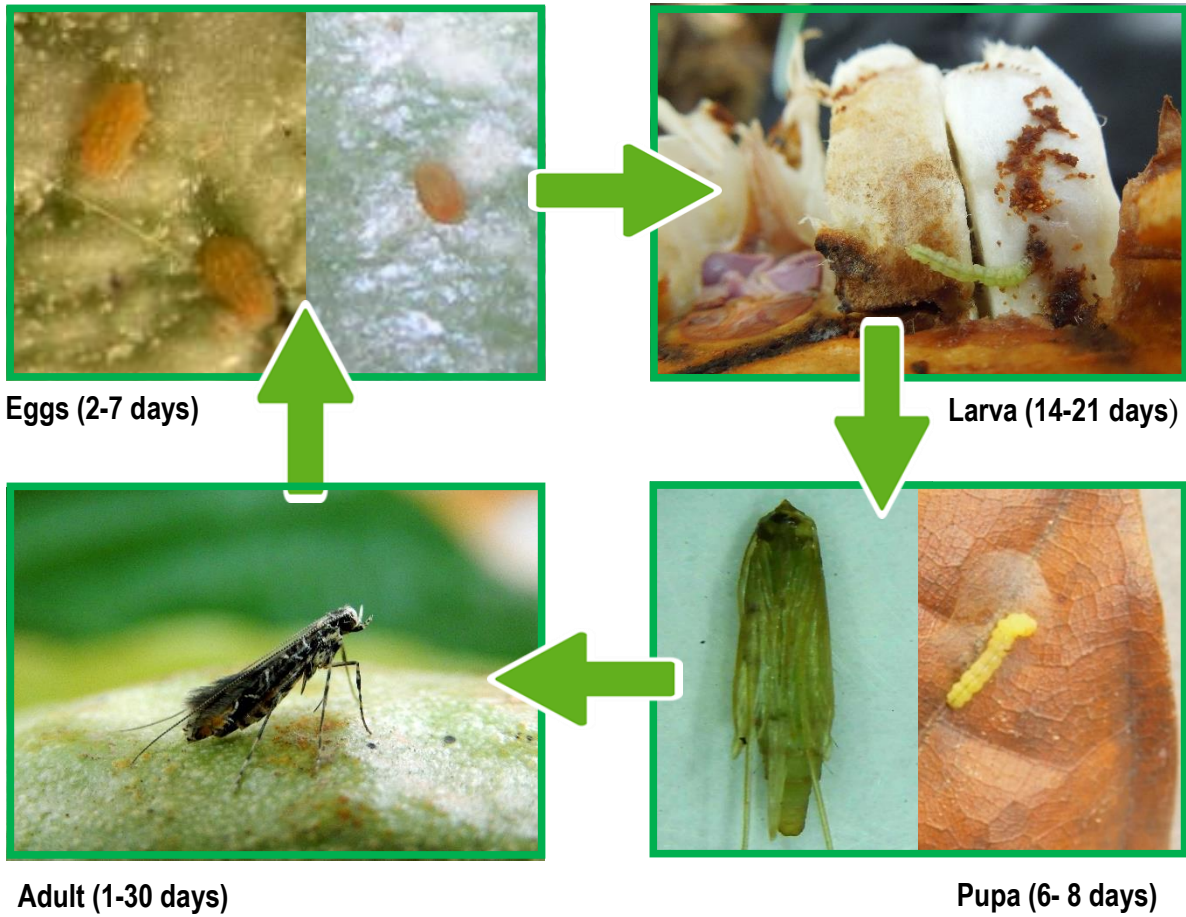 Eggs (2-7 days)
Larva (14-21 days)
Adult (1-30 days)
Pupa (6- 8 days)